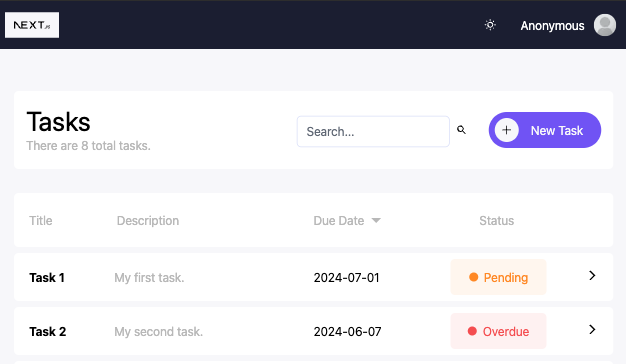 NEXT.JS
Anonymous
Tasks
There are 8 total tasks.
Search...
New Task
Title Description Due Date Status
Task 1 My first task. 2024-07-01 Pending
Task 2 My second task. 2024-06-07 Overdue